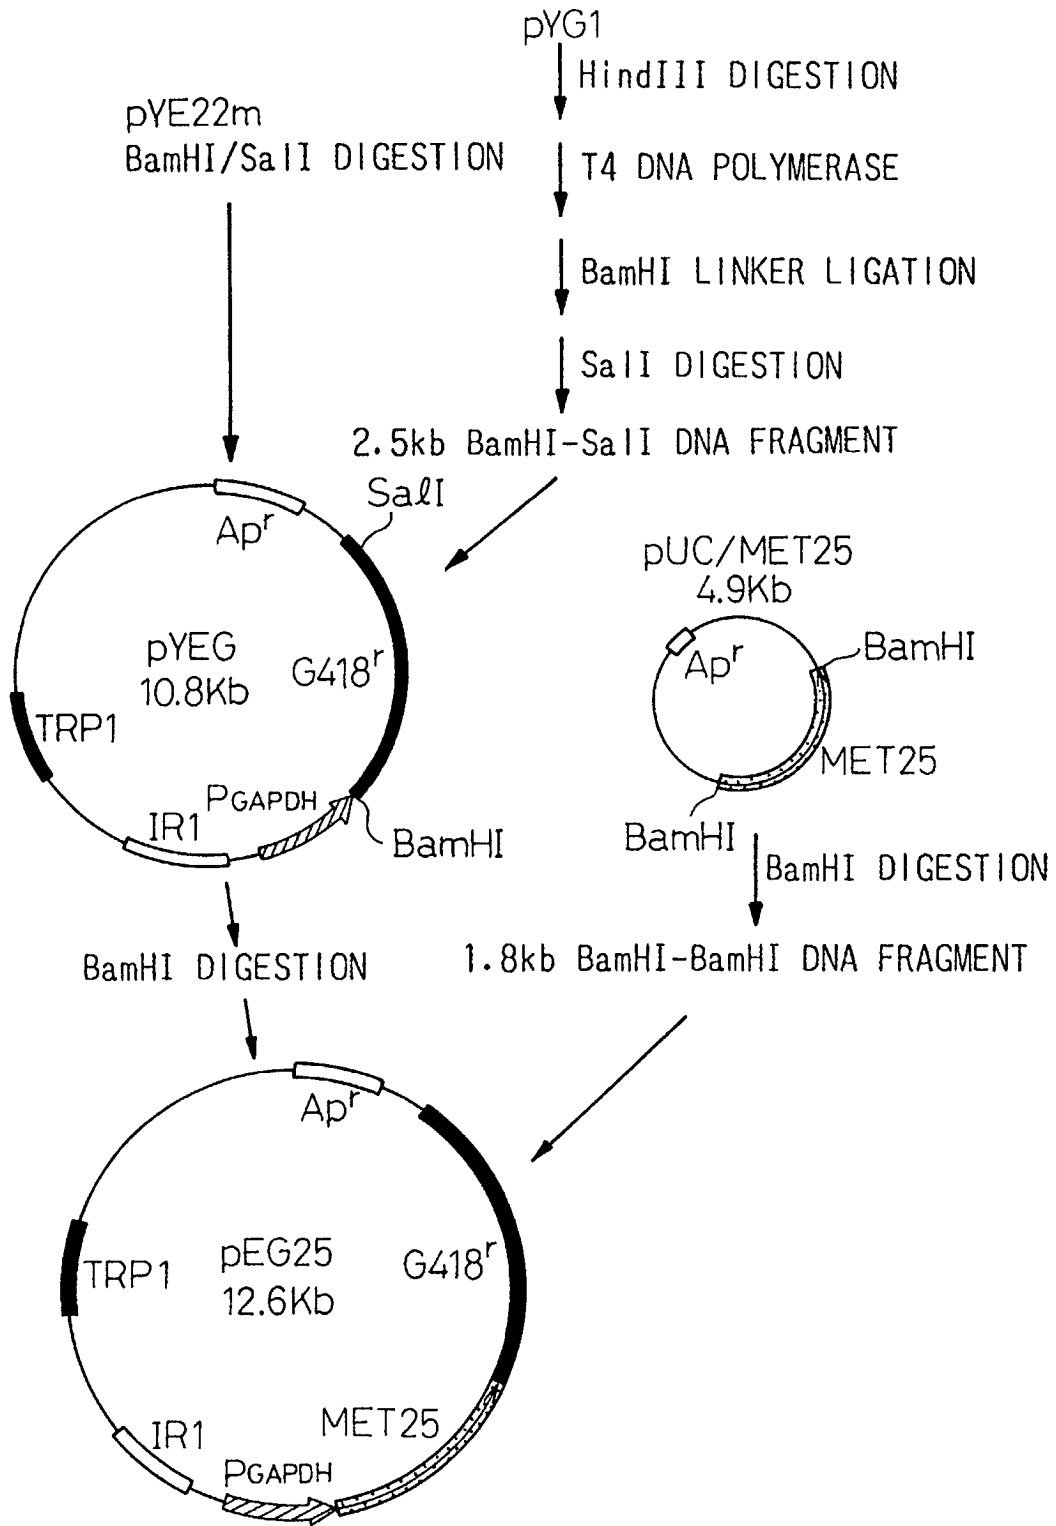 pYG1
HindIII DIGESTION
pYE22m
BamHI/SalI DIGESTION
T4 DNA POLYMERASE
BamHI LINKER LIGATION
SalI DIGESTION
2.5kb BamHI-SalI DNA FRAGMENT
SalI
Apr
pUC/MET25
4.9Kb
BamHI
Apr
pYEG
10.8Kb
G418r
TRP1
MET25
PGAPDH
IR1
BamHI
BamHI
BamHI DIGESTION
BamHI DIGESTION
1.8kb BamHI-BamHI DNA FRAGMENT
Apr
pEG25
12.6Kb
G418r
TRP1
MET25
IR1
PGAPDH